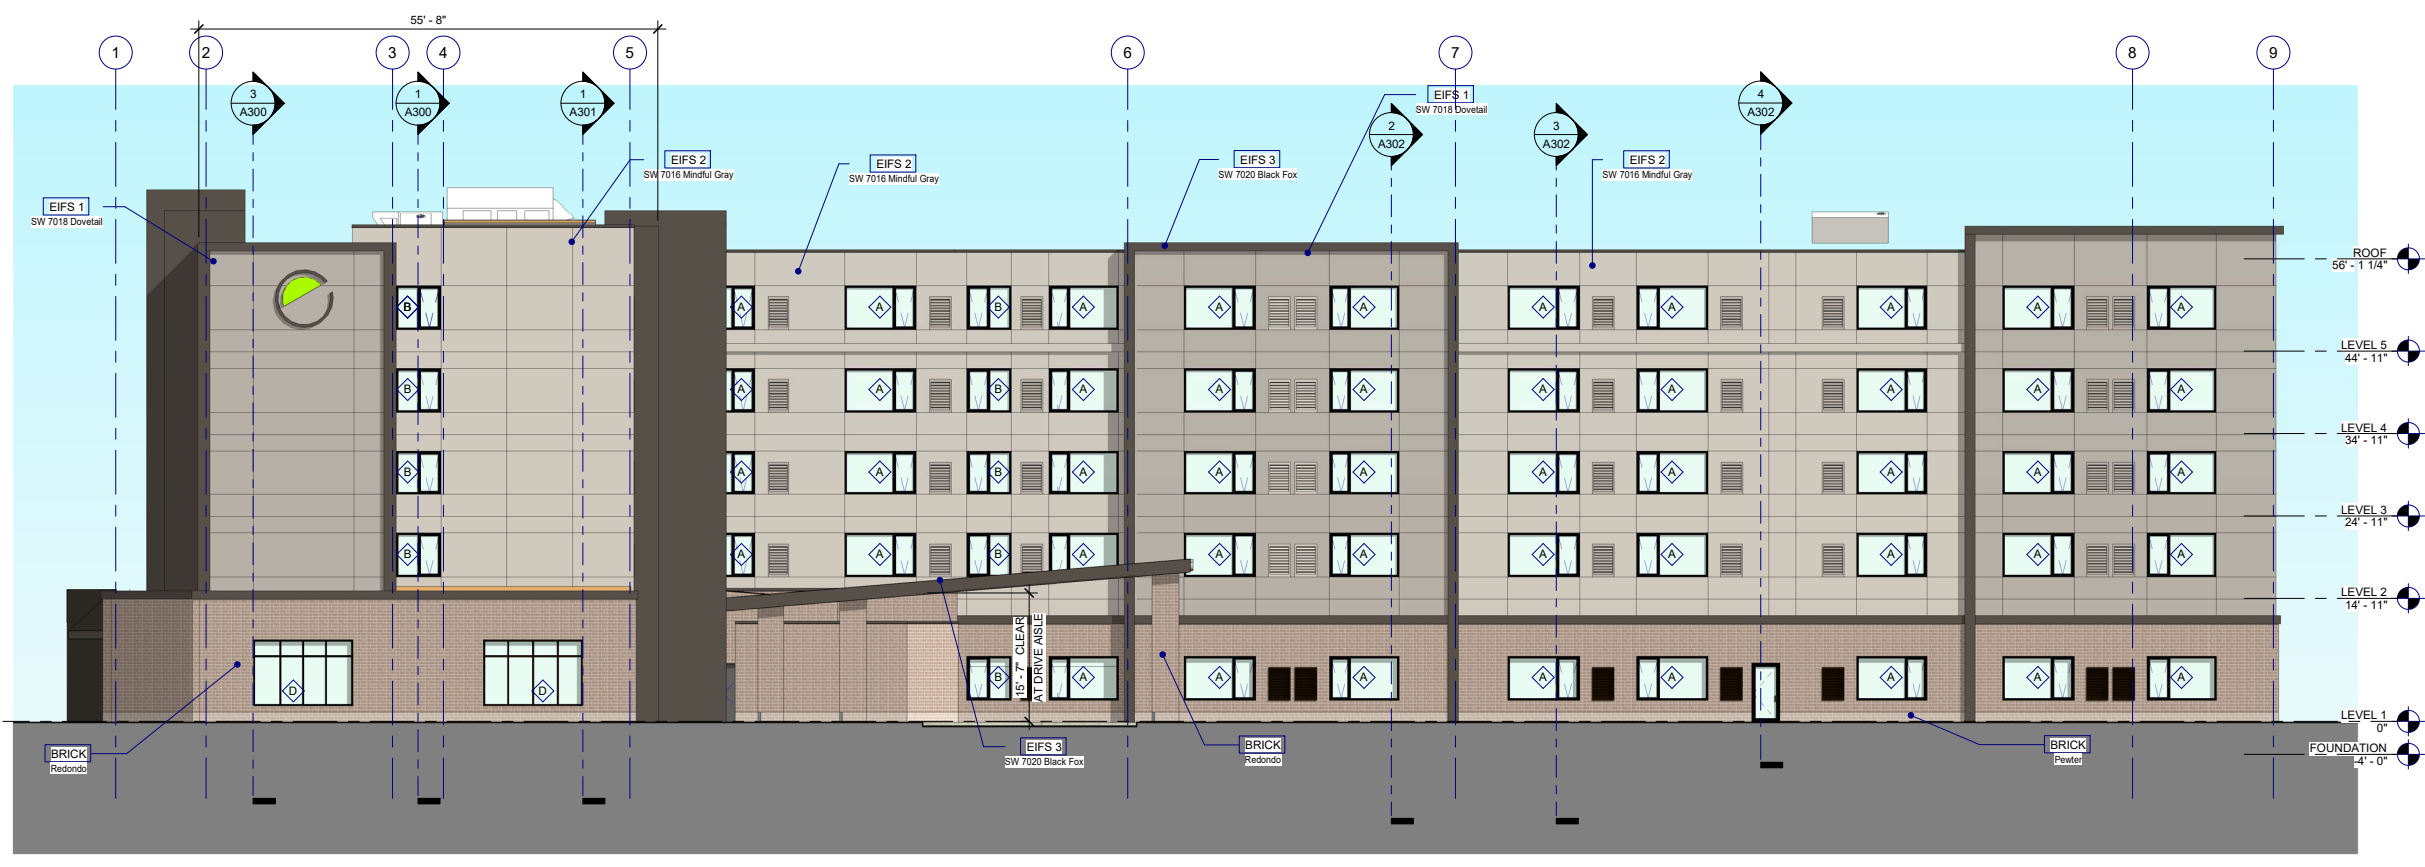 55' - 8"
1
2
3
4
5
6
7
8
9
3
A300
1
A300
1
A301
2
A302
3
A302
4
A302
EIFS 1
SW 7018 Dovetail
EIFS 2
SW 7016 Mindful Gray
EIFS 2
SW 7016 Mindful Gray
EIFS 3
SW 7020 Black Fox
EIFS 1
SW 7018 Dovetail
EIFS 2
SW 7016 Mindful Gray
ROOF
56' - 1 1/4"
B A A B A A A A A A A A
LEVEL 5
44' - 11"
B A A B A A A A A A A A
LEVEL 4
34' - 11"
B A A B A A A A A A A A
LEVEL 3
24' - 11"
B A A B A A A A A A A A
LEVEL 2
14' - 11"
15' - 7" CLEAR
AT DRIVE AISLE
D D B A A A A A A A A
LEVEL 1
0"
BRICK
Redondo
EIFS 3
SW 7020 Black Fox
BRICK
Redondo
BRICK
Pewter
FOUNDATION
-4' - 0"